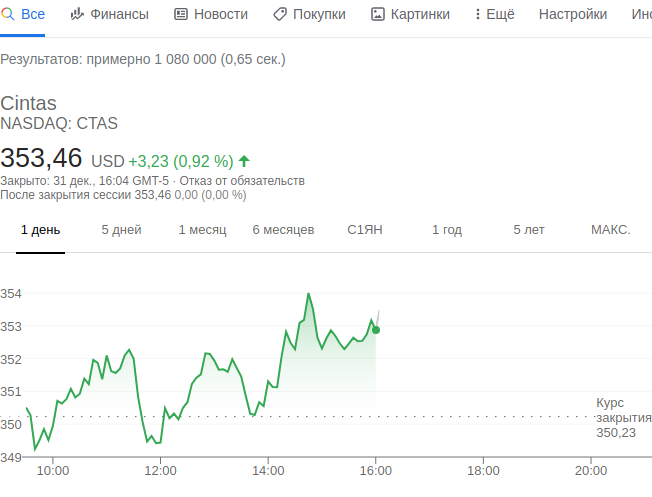 Все Финансы Новости Покупки Картинки Ещё Настройки Инс
Результатов: примерно 1 080 000 (0,65 сек.)
Cintas
NASDAQ: CTAS
353,46 USD +3,23 (0,92 %)
Закрыто: 31 дек., 16:04 GMT-5 · Отказ от обязательств
После закрытия сессии 353,46 0,00 (0,00 %)
1 день 5 дней 1 месяц 6 месяцев С1ЯН 1 год 5 лет МАКС.
354
353
352
351
350
349
Курс
закрытия
350,23
10:00 12:00 14:00 16:00 18:00 20:00